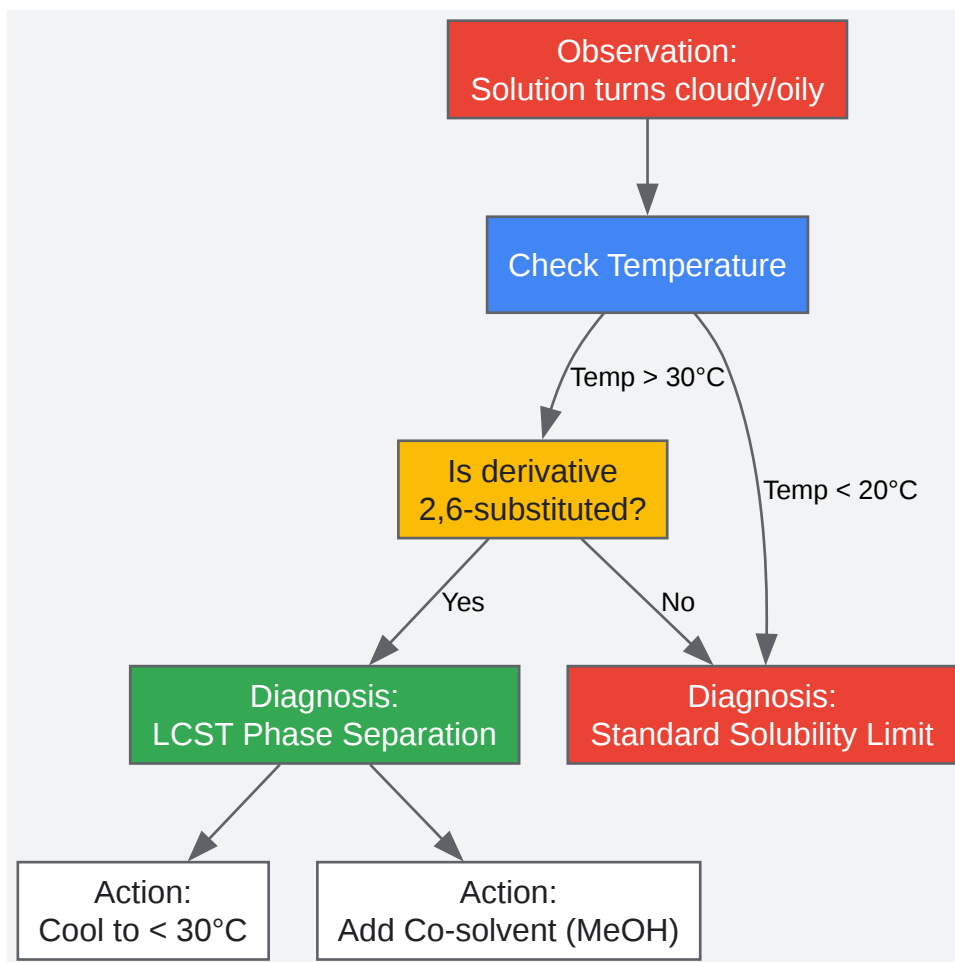 Observation:
Solution turns cloudy/oily
Check Temperature
Temp > 30°C
Is derivative
2,6-substituted?
Temp < 20°C
Yes
No
Diagnosis:
LCST Phase Separation
Diagnosis:
Standard Solubility Limit
Action:
Cool to < 30°C
Action:
Add Co-solvent (MeOH)